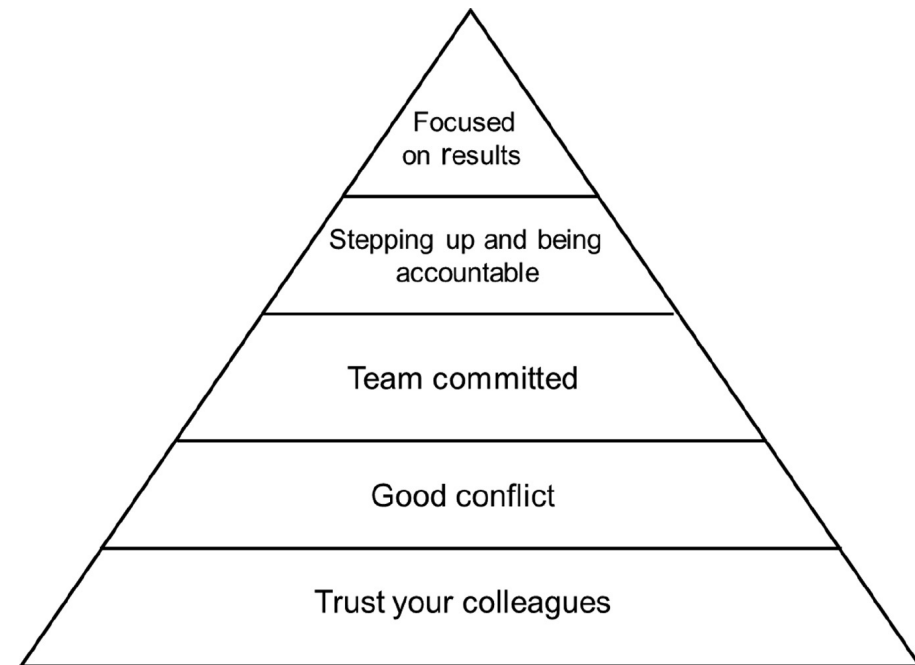 Focused
on results
Stepping up and being
accountable
Team committed
Good conflict
Trust your colleagues